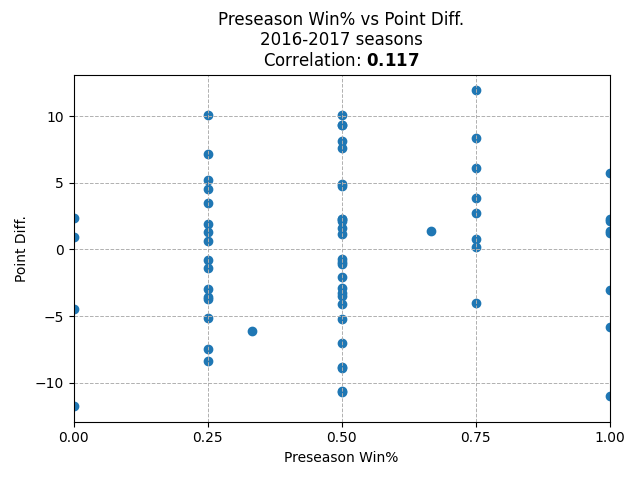 Preseason Win% vs Point Diff.
2016-2017 seasons
Correlation: 0.117
10
5
0
−5
−10
Point Diff.
0.00 0.25 0.50 0.75 1.00
Preseason Win%